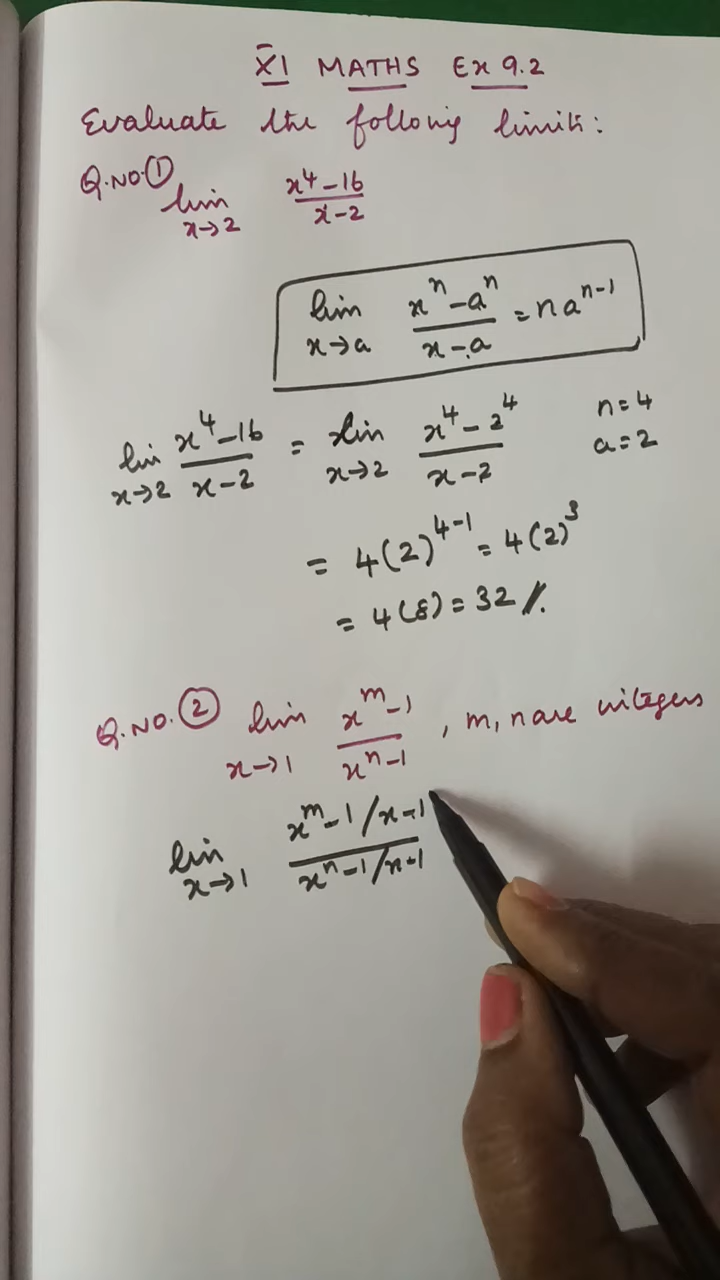 XI MATHS Ex 9.2
Evaluate the following limits:
Q.NO.① lim x→2 x⁴-16/x-2
lim x→a xⁿ-aⁿ/x-a = naⁿ⁻¹
lim x→2 x⁴-16/x-2 = lim x→2 x⁴-2⁴/x-2 n=4
a=2
= 4(2)⁴⁻¹ = 4(2)³
= 4(8) = 32 //.
Q.NO.② lim x→1 xᵐ-1/xⁿ-1, m,n are integers
lim x→1 xᵐ-1/x-1 / xⁿ-1/x-1